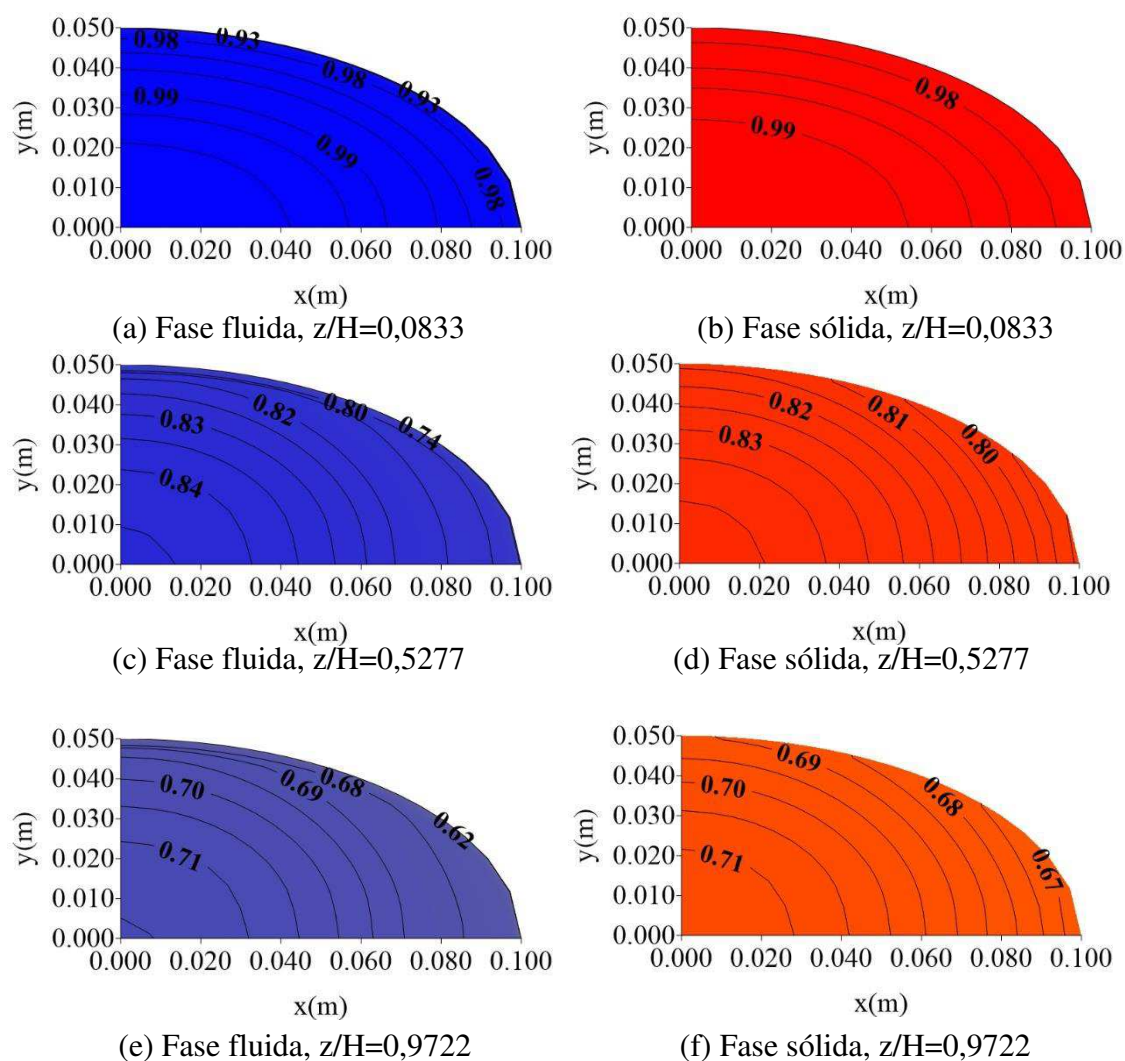 0.050 0.98 0.93
0.040 0.98 0.93
0.030 0.99
y(m)
0.020 0.99
0.010 0.98
0.000
0.000 0.020 0.040 0.060 0.080 0.100
x(m)
(a) Fase fluida, z/H=0,0833
0.050
0.040 0.98
0.030 0.99
y(m)
0.020
0.010
0.000
0.000 0.020 0.040 0.060 0.080 0.100
x(m)
(b) Fase sólida, z/H=0,0833
0.050
0.040 0.82 0.80 0.74
0.030 0.83
y(m)
0.020 0.84
0.010
0.000
0.000 0.020 0.040 0.060 0.080 0.100
x(m)
(c) Fase fluida, z/H=0,5277
0.050
0.040 0.82 0.81
0.030 0.83 0.80
y(m)
0.020
0.010
0.000
0.000 0.020 0.040 0.060 0.080 0.100
x(m)
(d) Fase sólida, z/H=0,5277
0.050
0.040 0.70 0.69 0.68
0.030 0.62
y(m)
0.020 0.71
0.010
0.000
0.000 0.020 0.040 0.060 0.080 0.100
x(m)
(e) Fase fluida, z/H=0,9722
0.050 0.69
0.040 0.70 0.68
0.030
y(m)
0.020 0.71 0.67
0.010
0.000
0.000 0.020 0.040 0.060 0.080 0.100
x(m)
(f) Fase sólida, z/H=0,9722